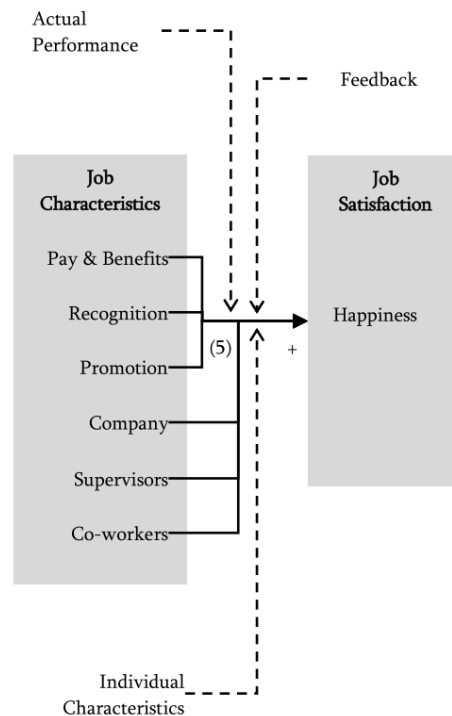 Actual
Performance
Feedback
Job
Characteristics
Pay & Benefits
Recognition
Promotion
Company
Supervisors
Co-workers
(5)
+
Job
Satisfaction
Happiness
Individual
Characteristics